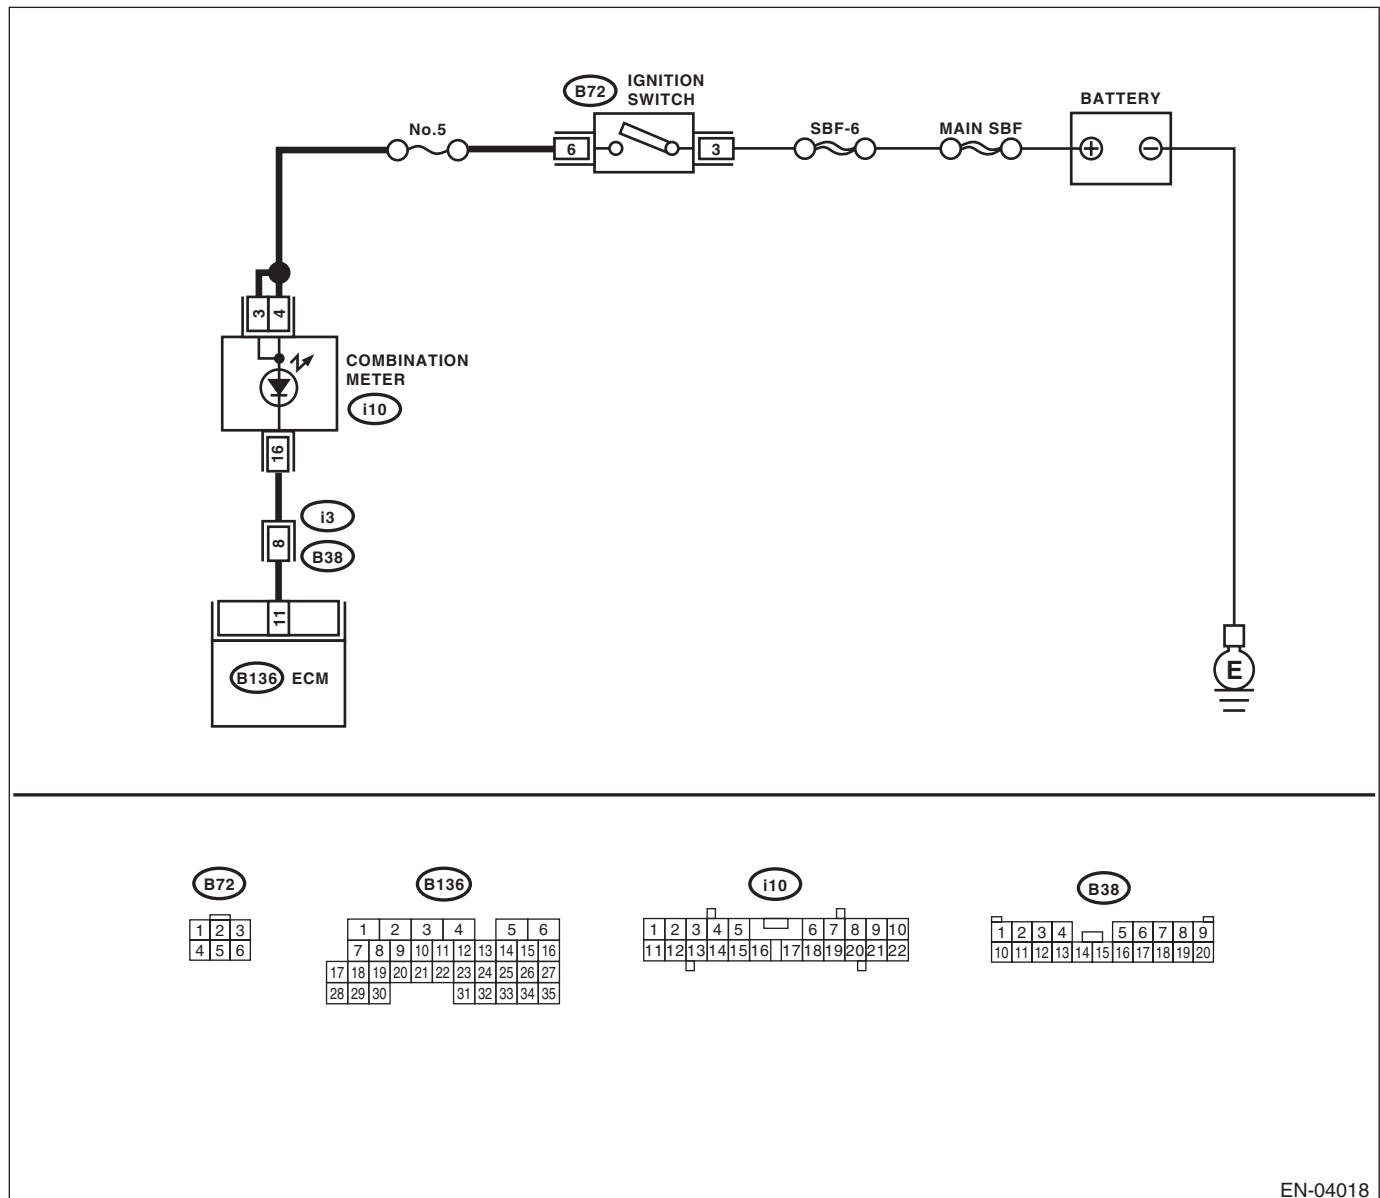 B72
IGNITION
SWITCH
BATTERY
No.5
SBF-6
MAIN SBF
6
3
3
4
COMBINATION
METER
i10
16
i3
8
B38
11
B136
ECM
E
B72
B136
i10
B38
1 2 3
4 5 6
1 2 3 4 5 6
7 8 9 10 11 12 13 14 15 16
17 18 19 20 21 22 23 24 25 26 27
28 29 30 31 32 33 34 35
1 2 3 4 5 6 7 8 9 10
11 12 13 14 15 16 17 18 19 20 21 22
1 2 3 4 5 6 7 8 9
10 11 12 13 14 15 16 17 18 19 20
EN-04018